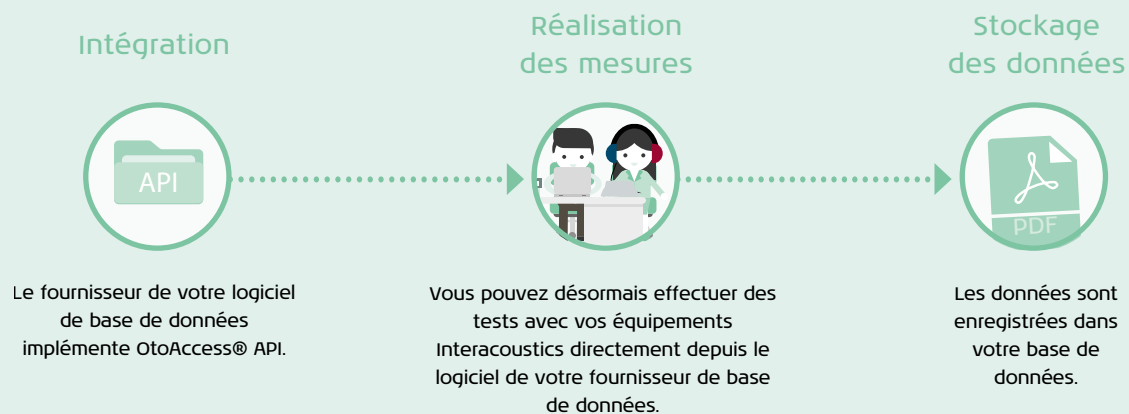 Intégration
API
Le fournisseur de votre logiciel
de base de données
implémente OtoAccess® API.
Réalisation
des mesures
Vous pouvez désormais effectuer des
tests avec vos équipements
Interacoustics directement depuis le
logiciel de votre fournisseur de base
de données.
Stockage
des données
PDF
Les données sont
enregistrées dans
votre base de
données.